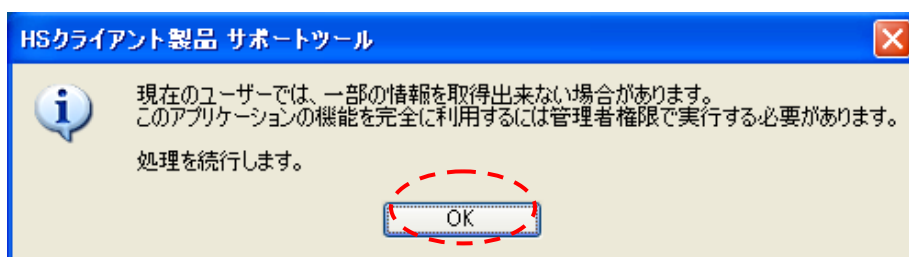 HSクライアント製品 サポートツール
現在のユーザーでは、一部の情報を取得出来ない場合があります。
このアプリケーションの機能を完全に利用するには管理者権限で実行する必要があります。
処理を続行します。
OK